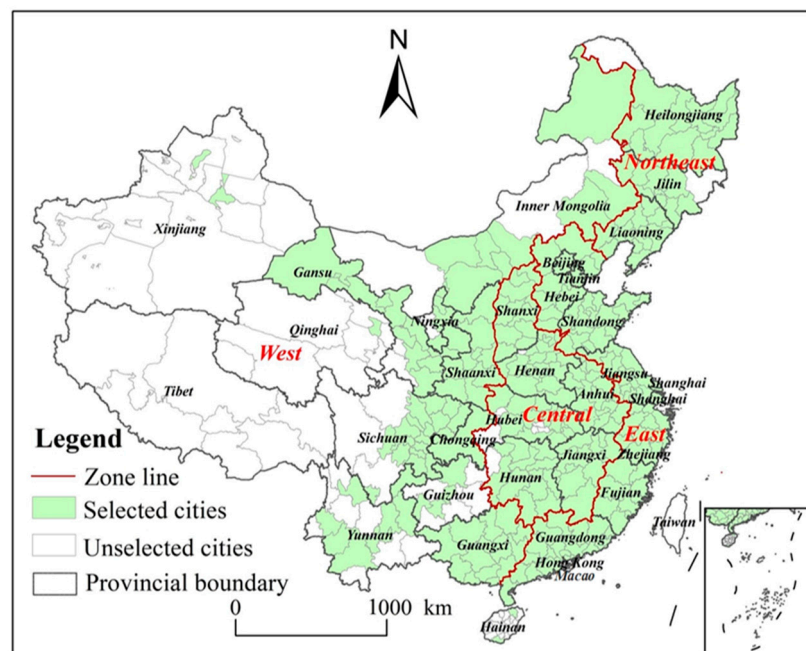 N
Heilongjiang
Northeast
Jilin
Inner Mongolia
Liaoning
Xinjiang
Beijing
Tianjin
Gansu
Hebei
Ningxia
Shanxi
Shandong
Qinghai
West
Shaanxi
Henan
Jiangsu
Shanghai
Tibet
Anhui
Shanghai
Central
Hubei
East
Legend
Sichuan
Chongqing
Zhejiang
Jiangxi
Zone line
Hunan
Selected cities
Guizhou
Fujian
Taiwan
Unselected cities
Yunnan
Guangxi
Guangdong
Hong Kong
Macao
Provincial boundary
0 1000 km
Hainan